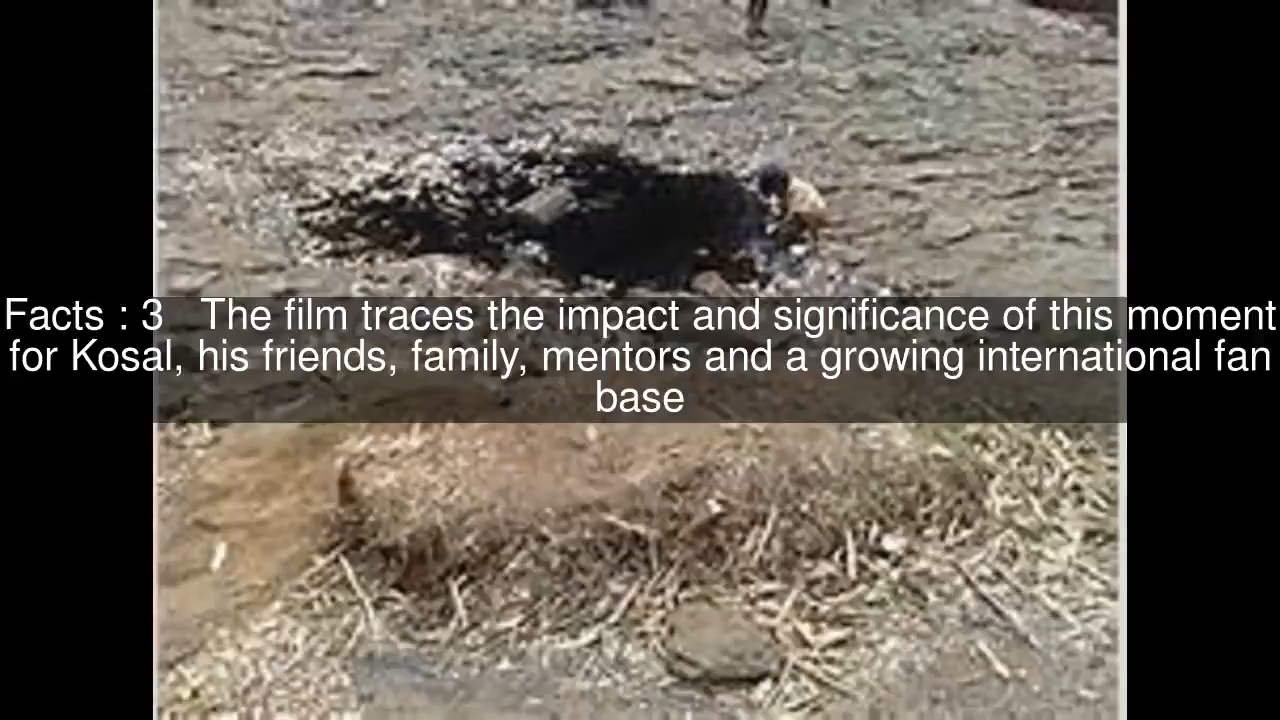 Facts : 3   The film traces the impact and significance of this moment
for Kosal, his friends, family, mentors and a growing international fan
base